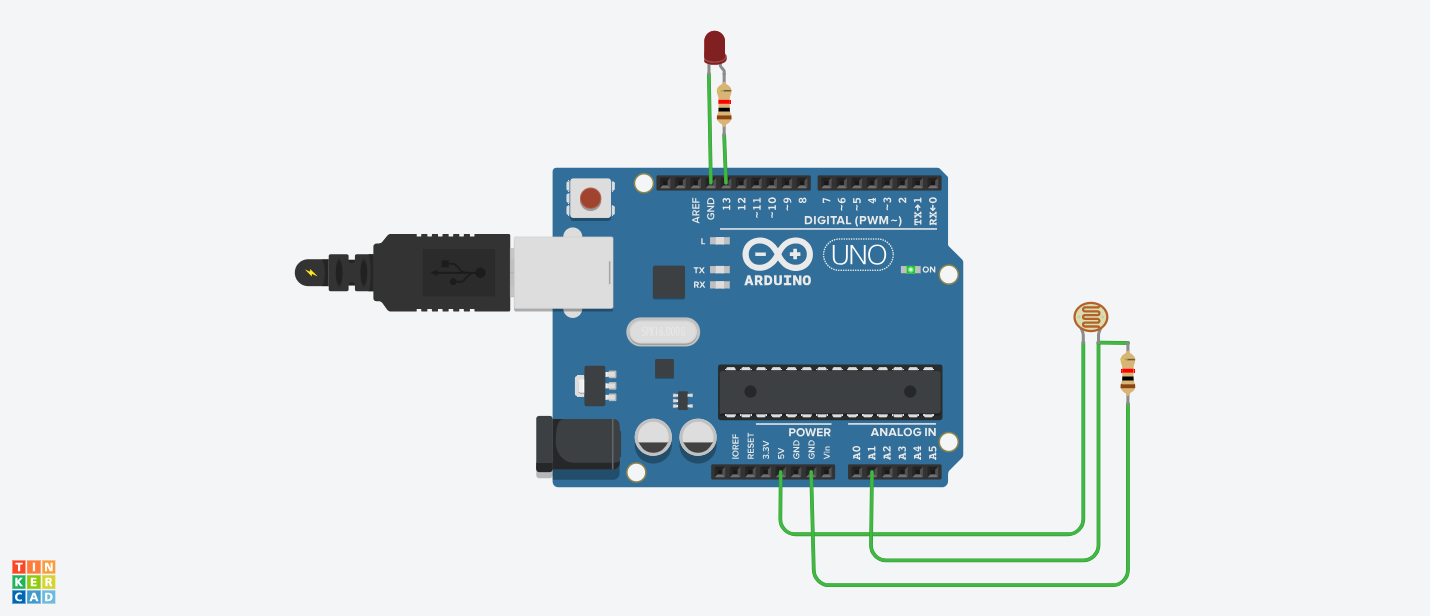 AREF
GND
13
12
~11
~10
~9
8
7
~6
~5
4
~3
2
TX→1
RX←0
DIGITAL (PWM~)
L
TX
RX
ARDUINO
UNO
ON
POWER
ANALOG IN
IOREF
RESET
3.3V
5V
GND
GND
Vin
A0
A1
A2
A3
A4
A5
TIN
KER
CAD